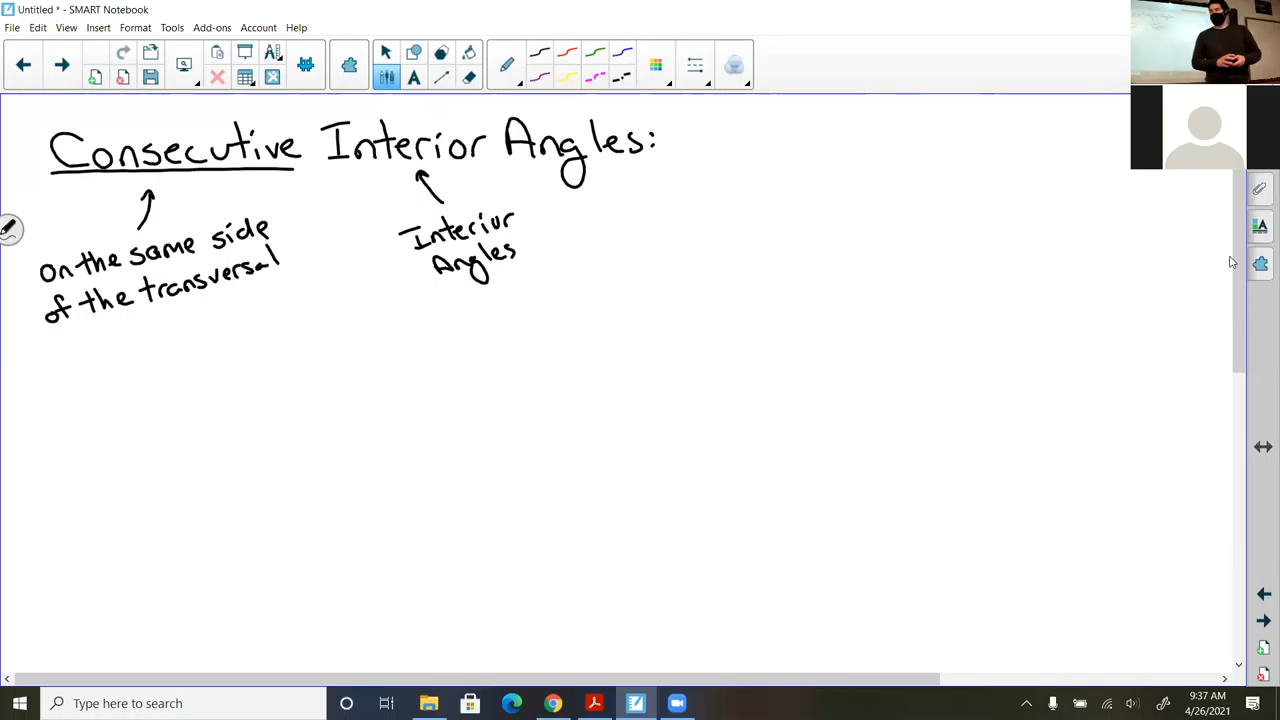 Untitled * - SMART Notebook
File Edit View Insert Format Tools Add-ons Account Help
Consecutive Interior Angles:
on the same side
of the transversal
Interior
Angles
Type here to search
9:37 AM
4/26/2021